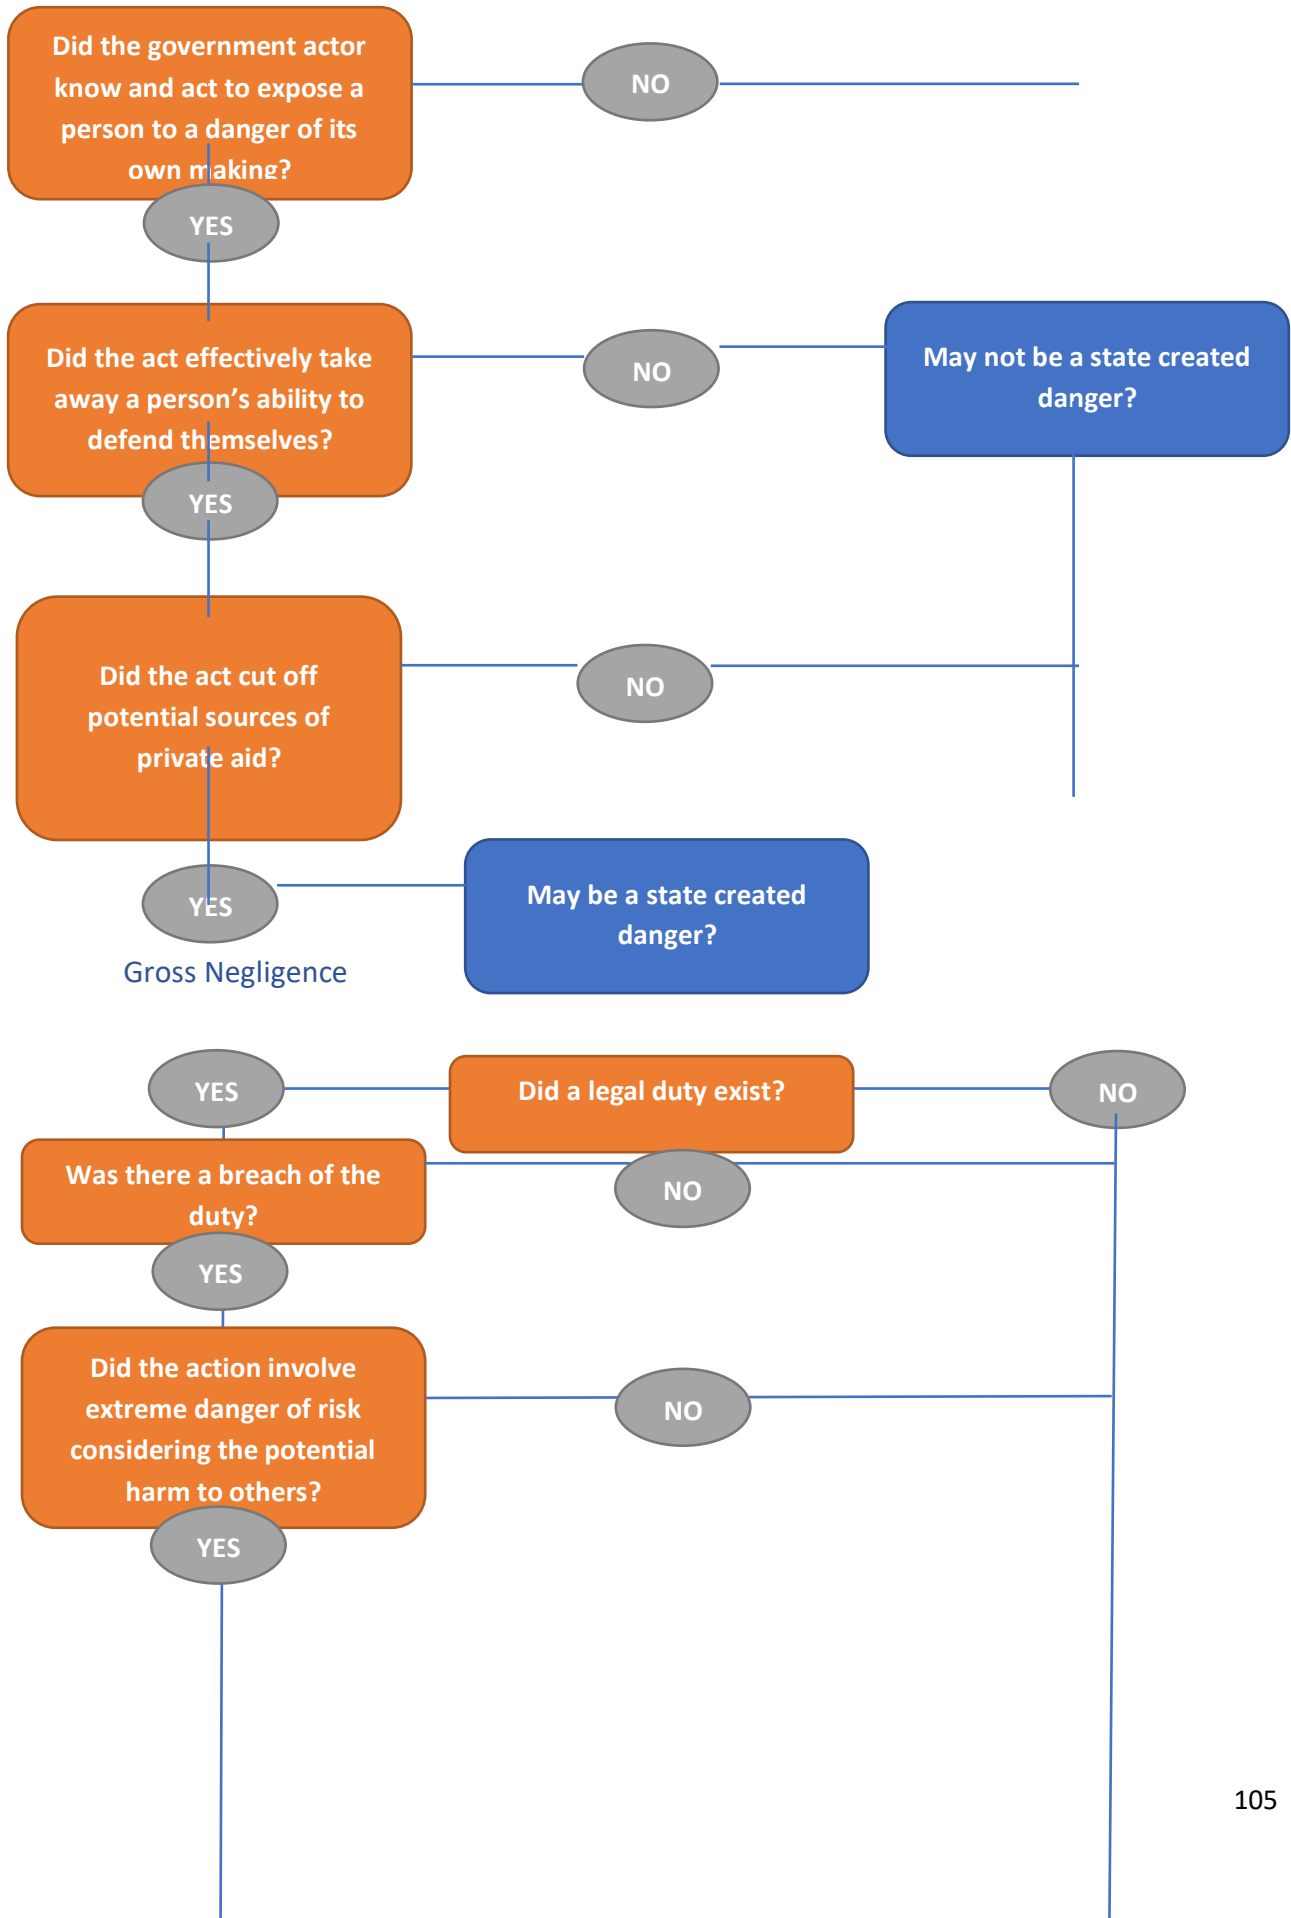 Did the government actor
know and act to expose a
person to a danger of its
own making?
NO
YES
Did the act effectively take
away a person’s ability to
defend themselves?
NO
May not be a state created
danger?
YES
Did the act cut off
potential sources of
private aid?
NO
YES
May be a state created
danger?
Gross Negligence
YES
Did a legal duty exist?
NO
Was there a breach of the
duty?
NO
YES
Did the action involve
extreme danger of risk
considering the potential
harm to others?
NO
YES
105